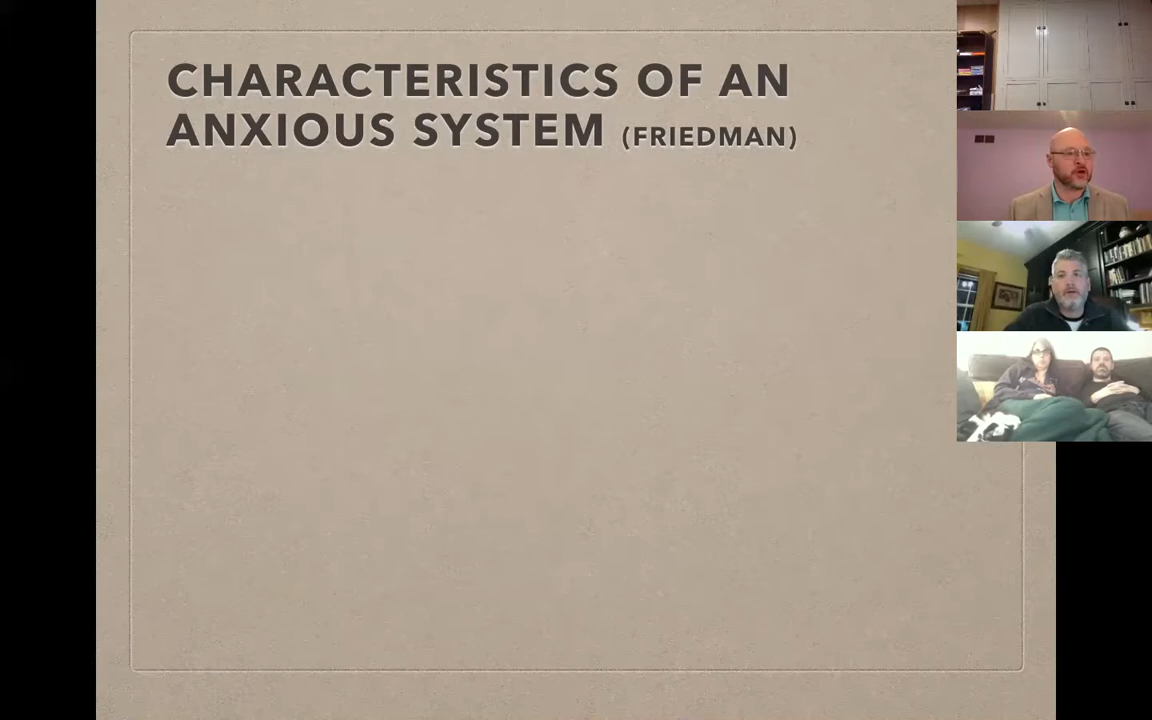 CHARACTERISTICS OF AN
ANXIOUS SYSTEM (FRIEDMAN)